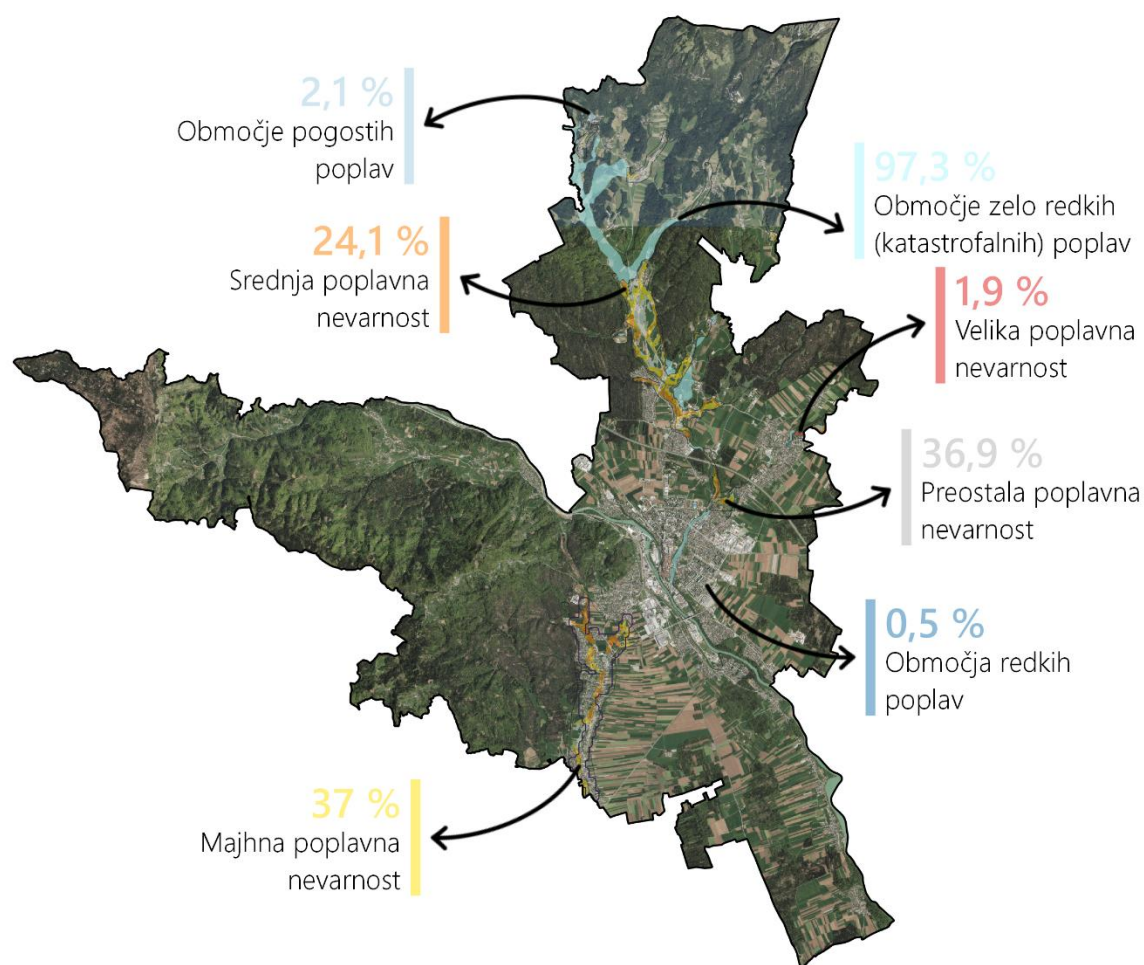 2,1 %
Območje pogostih
poplav
97,3 %
Območje zelo redkih
(katastrofalnih) poplav
24,1 %
Srednja poplavna
nevarnost
1,9 %
Velika poplavna
nevarnost
36,9 %
Preostala poplavna
nevarnost
0,5 %
Območja redkih
poplav
37 %
Majhna poplavna
nevarnost